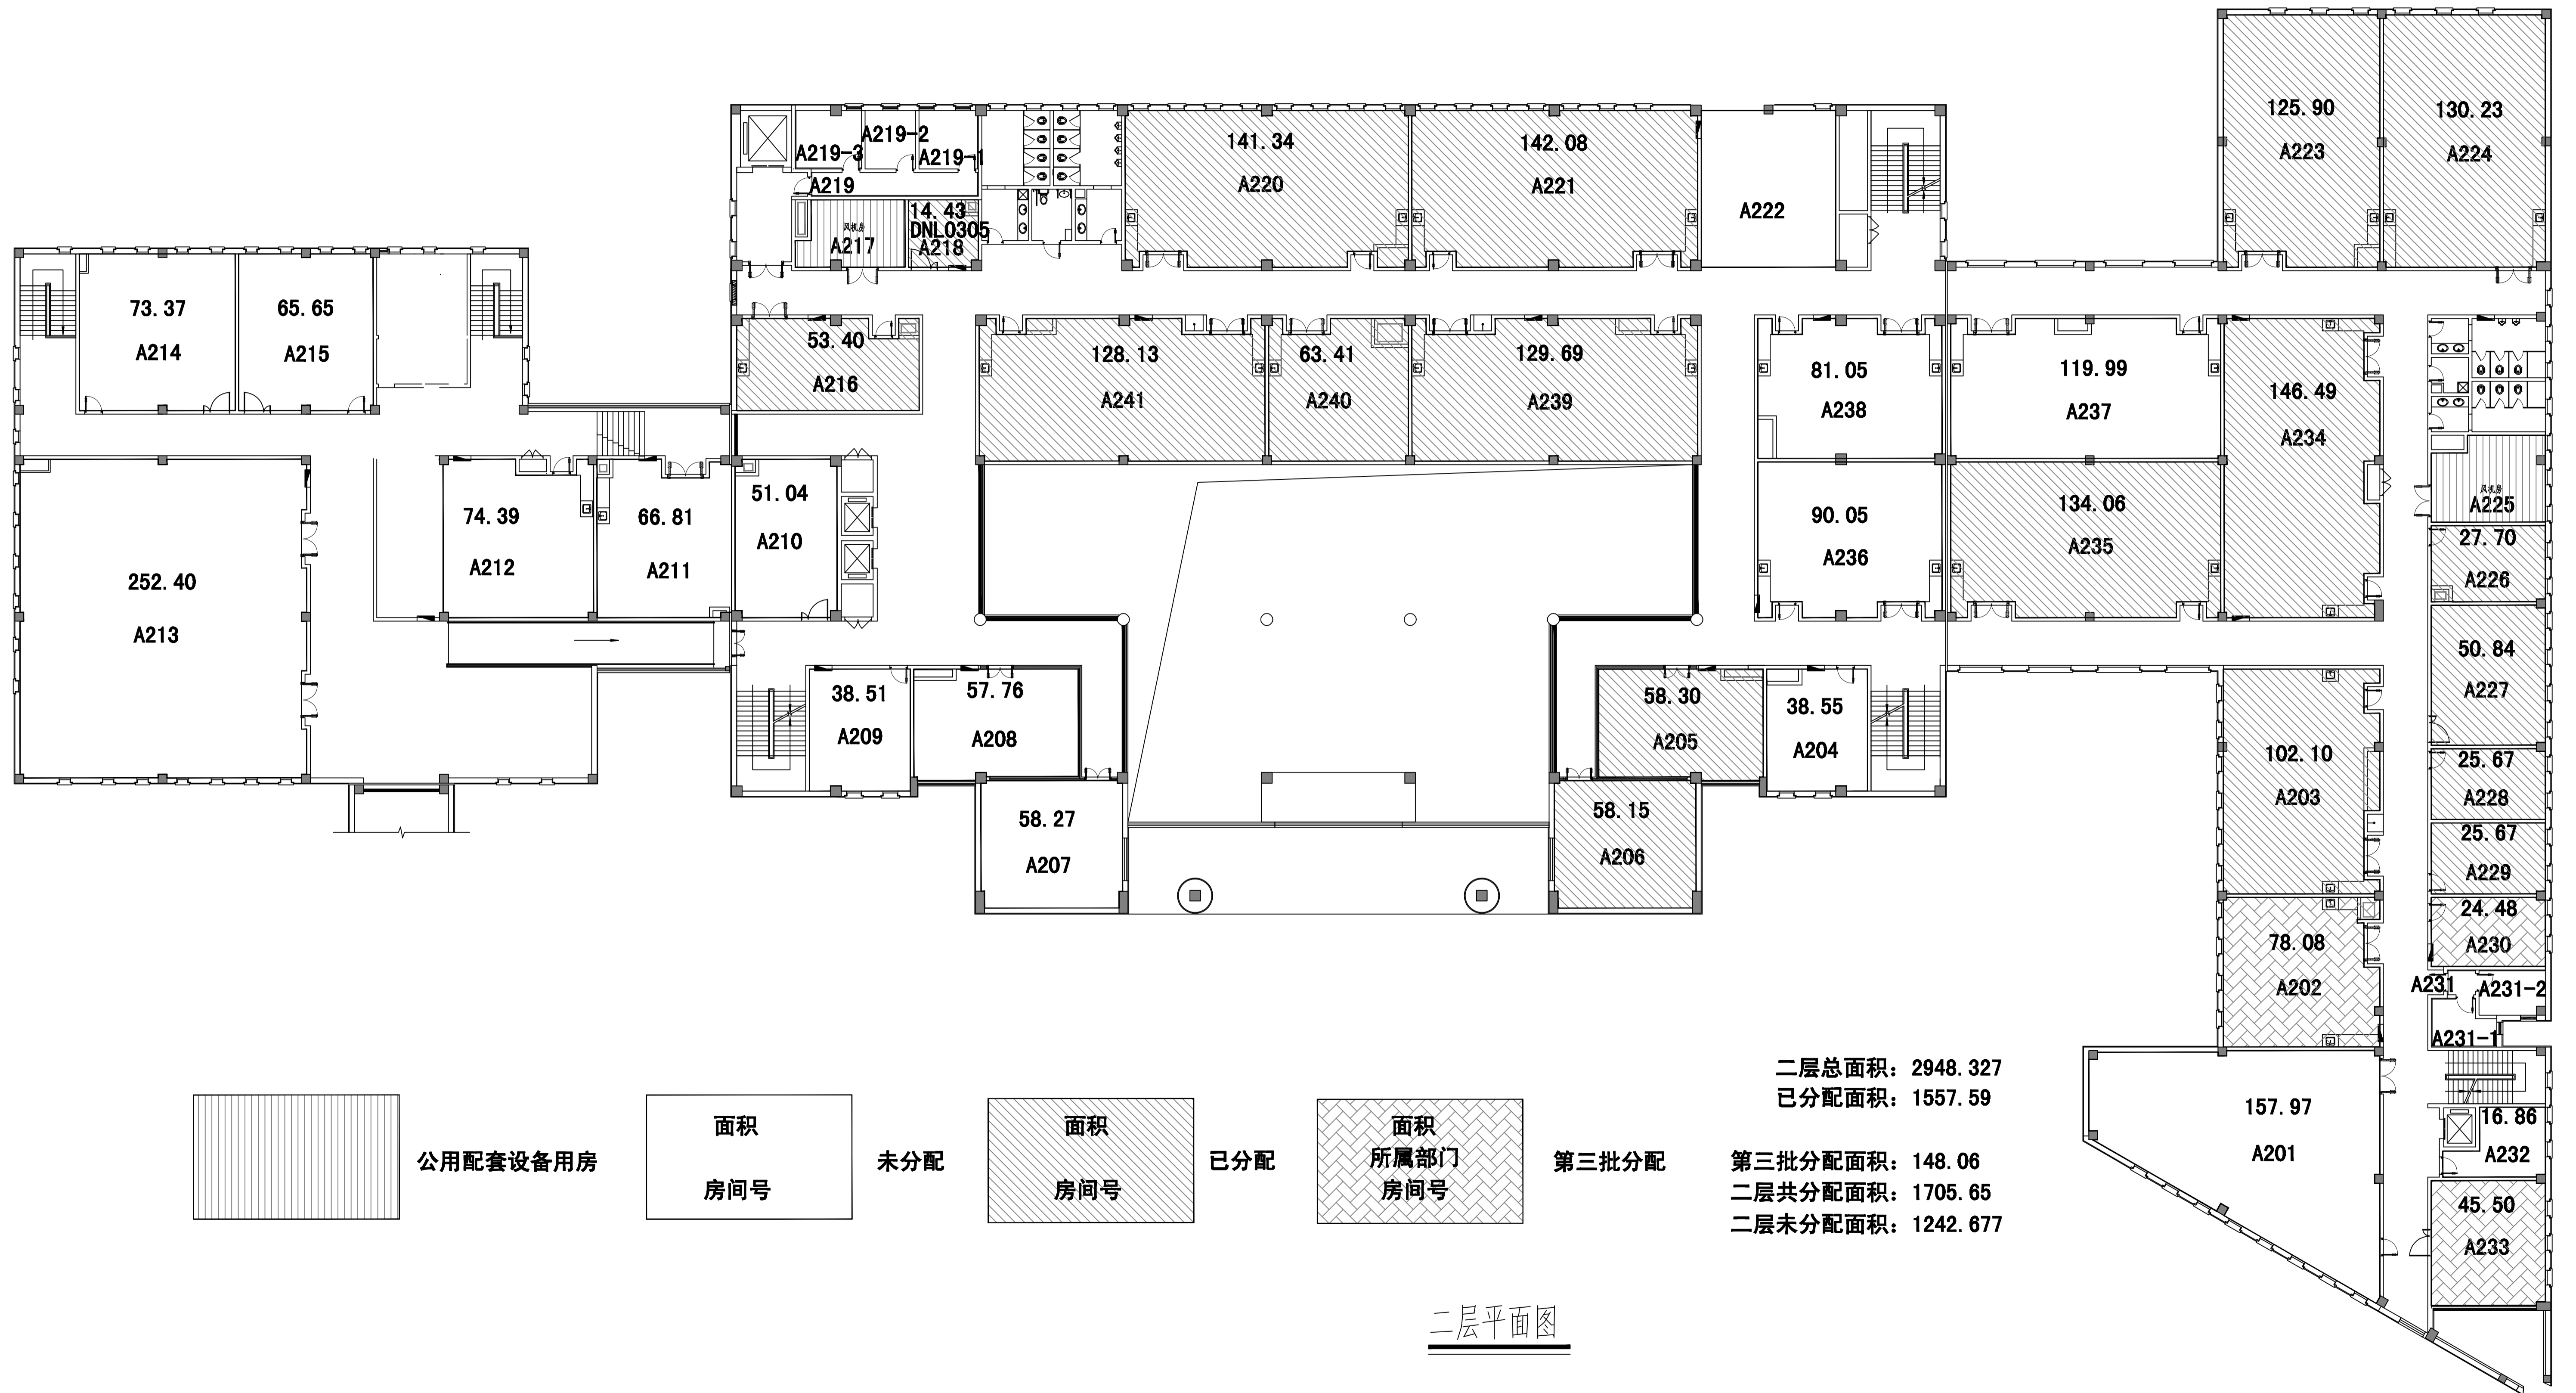 125.90
A223
130.23
A224
A219-3
A219-2
A219-1
A219
141.34
A220
142.08
A221
A222
风机房
A217
14.43
DNL0305
A218
73.37
A214
65.65
A215
53.40
A216
128.13
A241
63.41
A240
129.69
A239
81.05
A238
119.99
A237
146.49
A234
252.40
A213
74.39
A212
66.81
A211
51.04
A210
90.05
A236
134.06
A235
风机房
A225
27.70
A226
38.51
A209
57.76
A208
58.30
A205
38.55
A204
50.84
A227
102.10
A203
25.67
A228
58.27
A207
58.15
A206
25.67
A229
78.08
A202
24.48
A230
A231
A231-2
A231-1
157.97
A201
16.86
A232
45.50
A233
公用配套设备用房
面积
房间号
未分配
面积
房间号
已分配
面积
所属部门
房间号
第三批分配
二层总面积：2948.327
已分配面积：1557.59
第三批分配面积：148.06
二层共分配面积：1705.65
二层未分配面积：1242.677
二层平面图